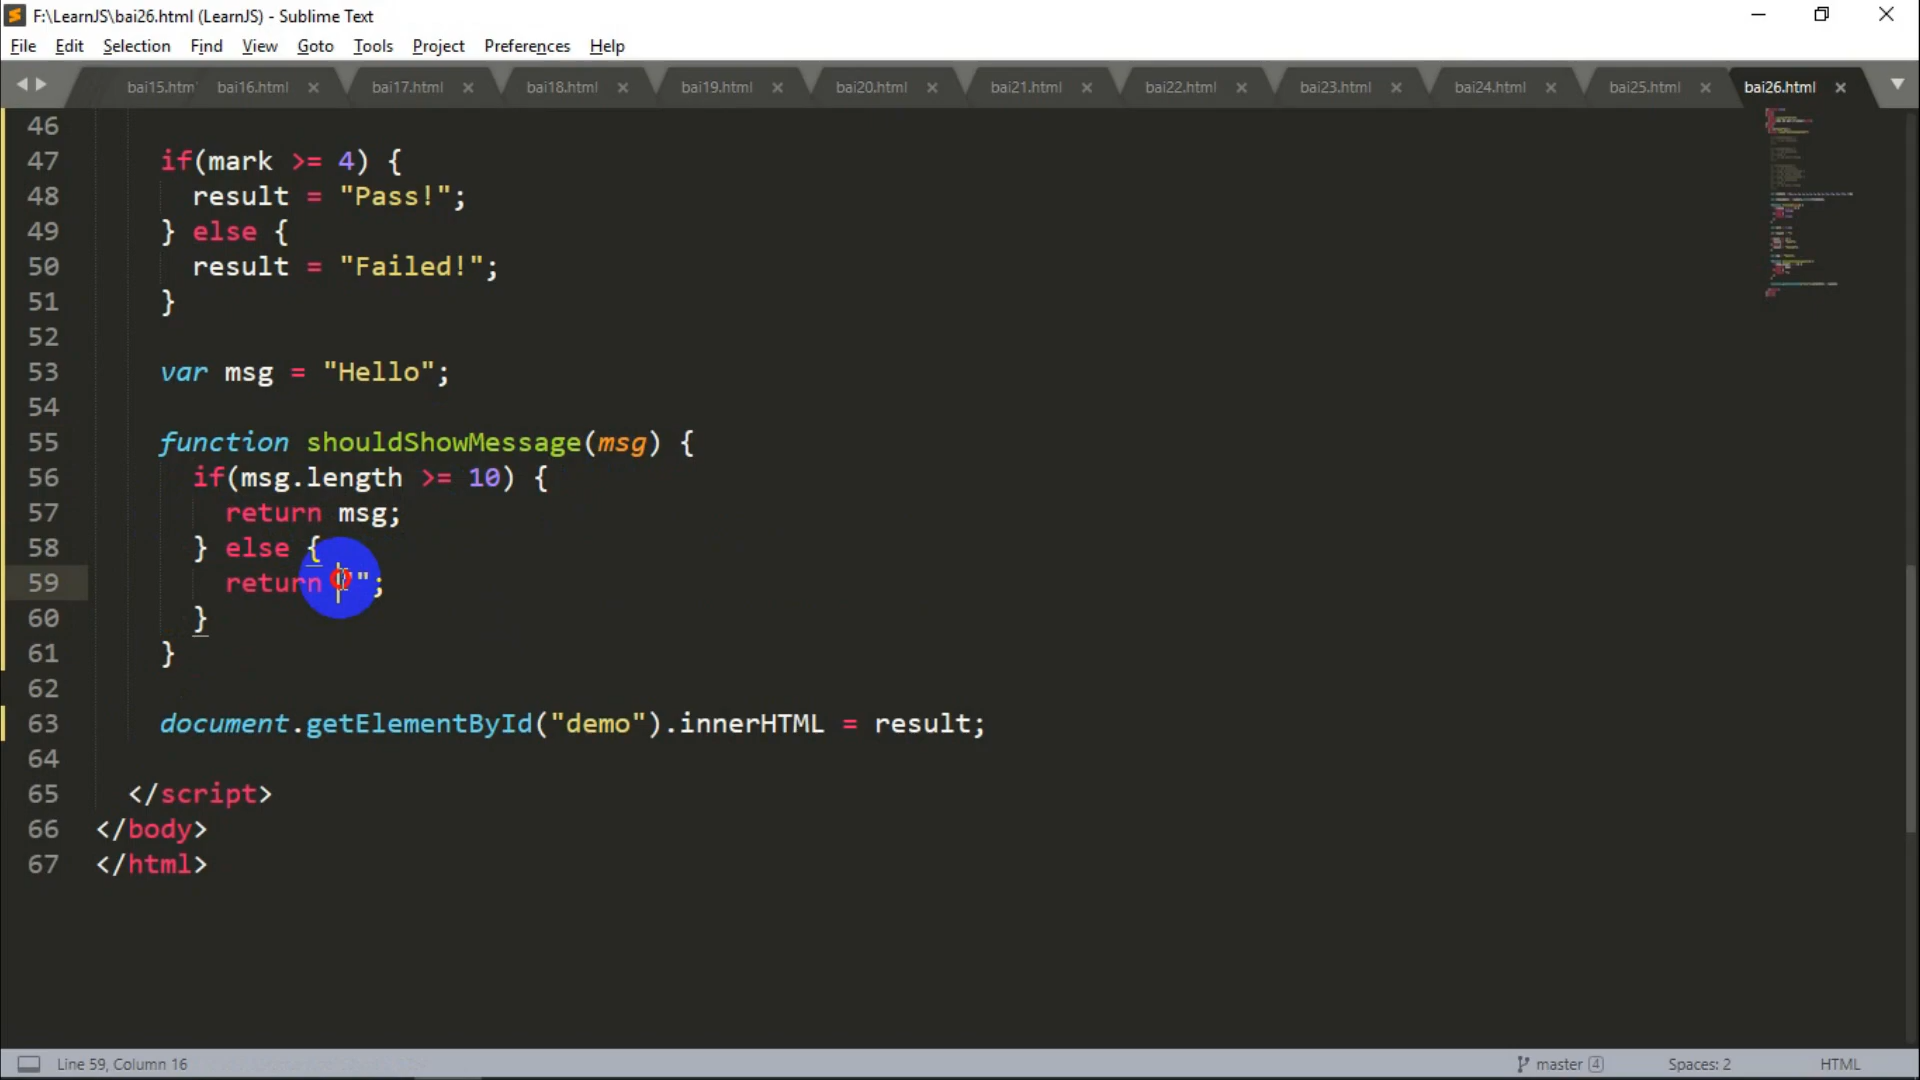 F:\LearnJS\bai26.html (LearnJS) - Sublime Text
File Edit Selection Find View Goto Tools Project Preferences Help
bai15.htm bai16.html bai17.html bai18.html bai19.html bai20.html bai21.html bai22.html bai23.html bai24.html bai25.html bai26.html
46
47 if(mark >= 4) {
48 result = "Pass!";
49 } else {
50 result = "Failed!";
51 }
52
53 var msg = "Hello";
54
55 function shouldShowMessage(msg) {
56 if(msg.length >= 10) {
57 return msg;
58 } else {
59 return "";
60 }
61 }
62
63 document.getElementById("demo").innerHTML = result;
64
65 </script>
66 </body>
67 </html>
Line 59, Column 16 master 4 Spaces: 2 HTML